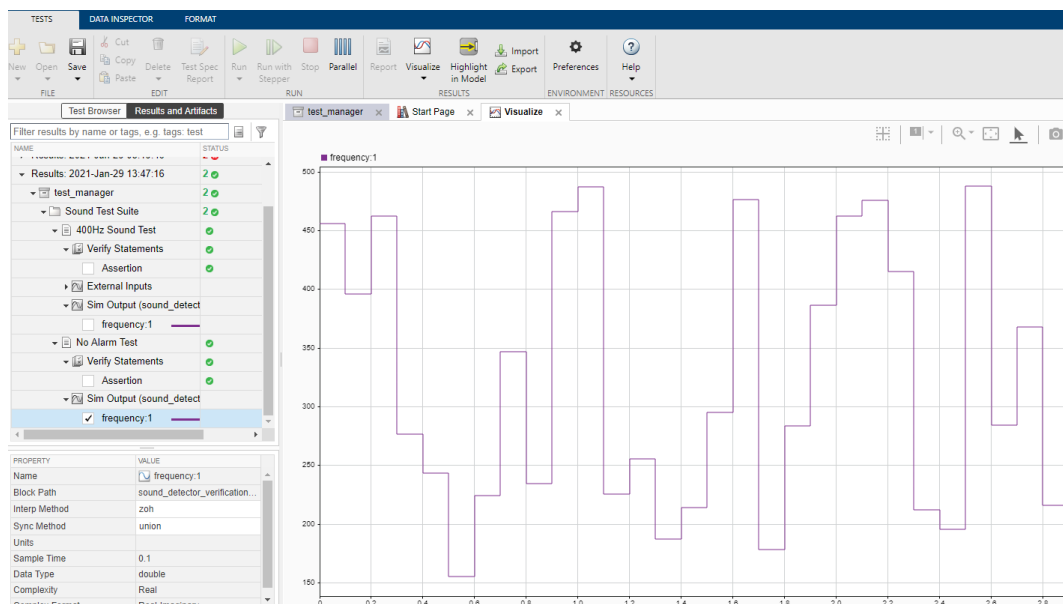 TESTS DATA INSPECTOR FORMAT
New Open Save Cut Copy Paste Delete Test Spec Report Run Run with Stepper Stop Parallel Report Visualize Highlight in Model Import Export Preferences Help
FILE EDIT RUN RESULTS ENVIRONMENT RESOURCES
Test Browser Results and Artifacts
test_manager Start Page Visualize
Filter results by name or tags, e.g. tags: test
NAME STATUS
Results: 2021-Jan-29 13:47:16 2
test_manager 2
Sound Test Suite 2
400Hz Sound Test
Verify Statements
Assertion
External Inputs
Sim Output (sound_detect
frequency:1
No Alarm Test
Verify Statements
Assertion
Sim Output (sound_detect
frequency:1
PROPERTY VALUE
Name frequency:1
Block Path sound_detector_verification...
Interp Method zoh
Sync Method union
Units
Sample Time 0.1
Data Type double
Complexity Real
frequency:1
500
450
400
350
300
250
200
150
0 0.2 0.4 0.6 0.8 1.0 1.2 1.4 1.6 1.8 2.0 2.2 2.4 2.6 2.8